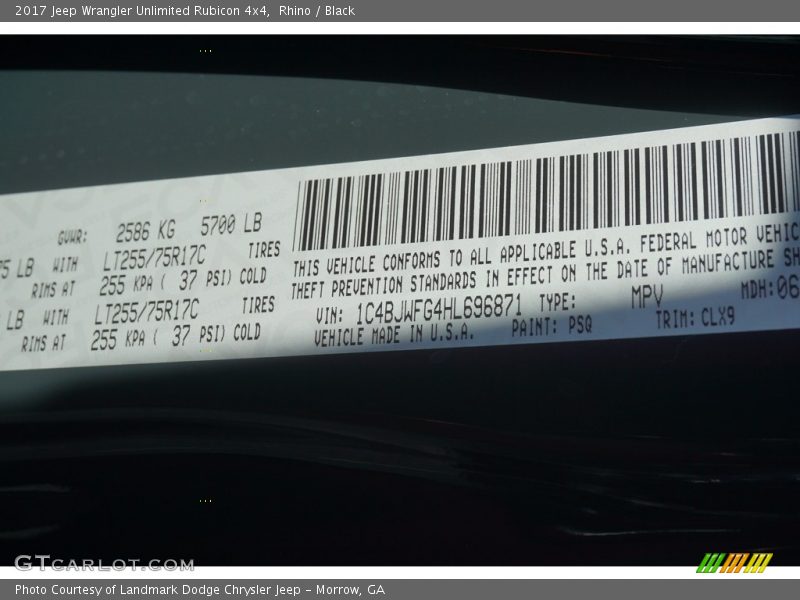 2017 Jeep Wrangler Unlimited Rubicon 4x4, Rhino / Black
GVWR: 2586 KG 5700 LB
LB WITH LT255/75R17C TIRES
RIMS AT 255 KPA ( 37 PSI) COLD
LB WITH LT255/75R17C TIRES
RIMS AT 255 KPA ( 37 PSI) COLD
THIS VEHICLE CONFORMS TO ALL APPLICABLE U.S.A. FEDERAL MOTOR VEHIC
THEFT PREVENTION STANDARDS IN EFFECT ON THE DATE OF MANUFACTURE SH
VIN: 1C4BJWFG4HL696871 TYPE: MPV MDH:06
VEHICLE MADE IN U.S.A. PAINT: PSQ TRIM: CLX9
GTCARLOT.COM
Photo Courtesy of Landmark Dodge Chrysler Jeep – Morrow, GA